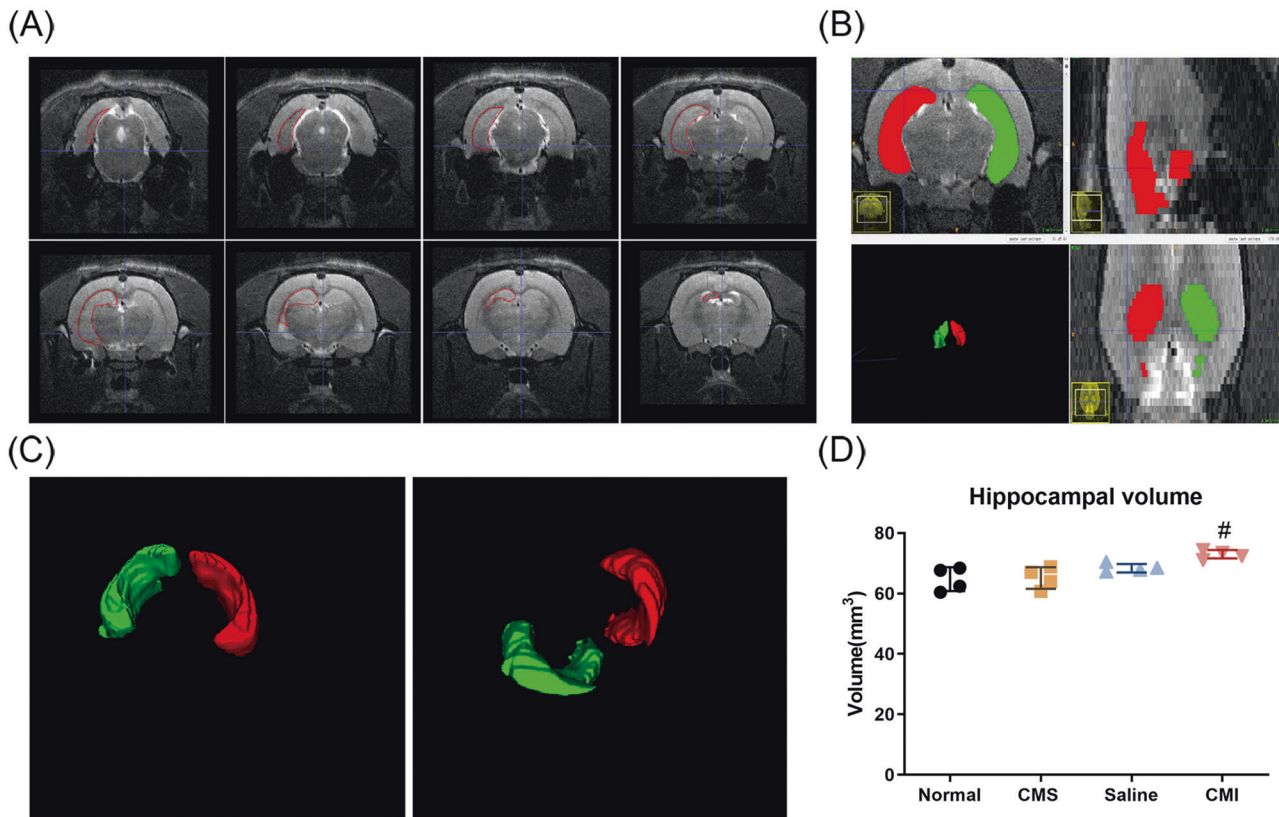 (A)
(B)
(C)
(D)
Hippocampal volume
#
Volume(mm³)
80
60
40
20
0
Normal CMS Saline CMI